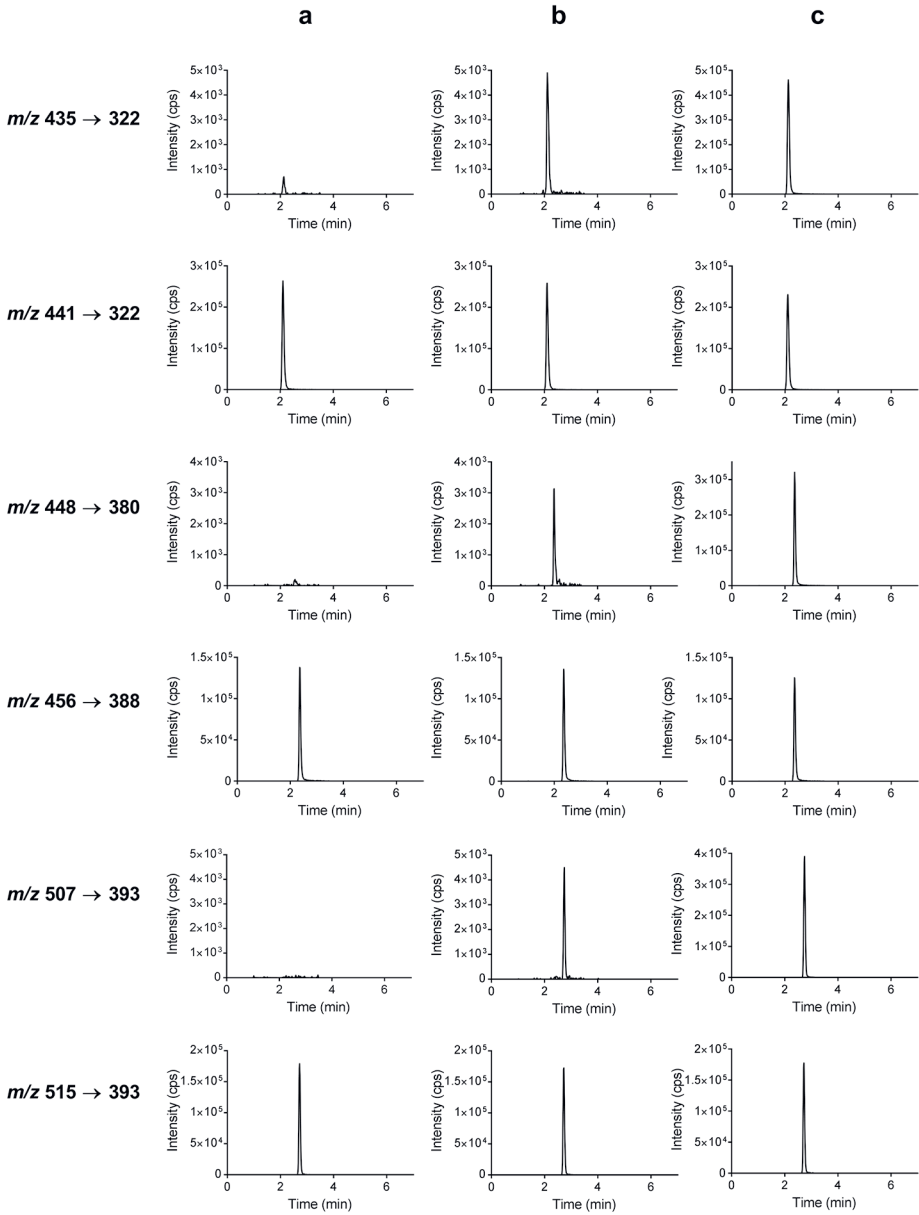 a
b
c
m/z 435 → 322
Intensity (cps)
5×10³
4×10³
3×10³
2×10³
1×10³
0
0 2 4 6
Time (min)
Intensity (cps)
5×10³
4×10³
3×10³
2×10³
1×10³
0
0 2 4 6
Time (min)
Intensity (cps)
5×10⁵
4×10⁵
3×10⁵
2×10⁵
1×10⁵
0
0 2 4 6
Time (min)
m/z 441 → 322
Intensity (cps)
3×10⁵
2×10⁵
1×10⁵
0
0 2 4 6
Time (min)
Intensity (cps)
3×10⁵
2×10⁵
1×10⁵
0
0 2 4 6
Time (min)
Intensity (cps)
3×10⁵
2×10⁵
1×10⁵
0
0 2 4 6
Time (min)
m/z 448 → 380
Intensity (cps)
4×10³
3×10³
2×10³
1×10³
0
0 2 4 6
Time (min)
Intensity (cps)
4×10³
3×10³
2×10³
1×10³
0
0 2 4 6
Time (min)
Intensity (cps)
3×10⁵
2×10⁵
1×10⁵
0
0 2 4 6
Time (min)
m/z 456 → 388
Intensity (cps)
1.5×10⁵
1×10⁵
5×10⁴
0
0 2 4 6
Time (min)
Intensity (cps)
1.5×10⁵
1×10⁵
5×10⁴
0
0 2 4 6
Time (min)
Intensity (cps)
1.5×10⁵
1×10⁵
5×10⁴
0
0 2 4 6
Time (min)
m/z 507 → 393
Intensity (cps)
5×10³
4×10³
3×10³
2×10³
1×10³
0
0 2 4 6
Time (min)
Intensity (cps)
5×10³
4×10³
3×10³
2×10³
1×10³
0
0 2 4 6
Time (min)
Intensity (cps)
4×10⁵
3×10⁵
2×10⁵
1×10⁵
0
0 2 4 6
Time (min)
m/z 515 → 393
Intensity (cps)
2×10⁵
1.5×10⁵
1×10⁵
5×10⁴
0
0 2 4 6
Time (min)
Intensity (cps)
2×10⁵
1.5×10⁵
1×10⁵
5×10⁴
0
0 2 4 6
Time (min)
Intensity (cps)
2×10⁵
1.5×10⁵
1×10⁵
5×10⁴
0
0 2 4 6
Time (min)